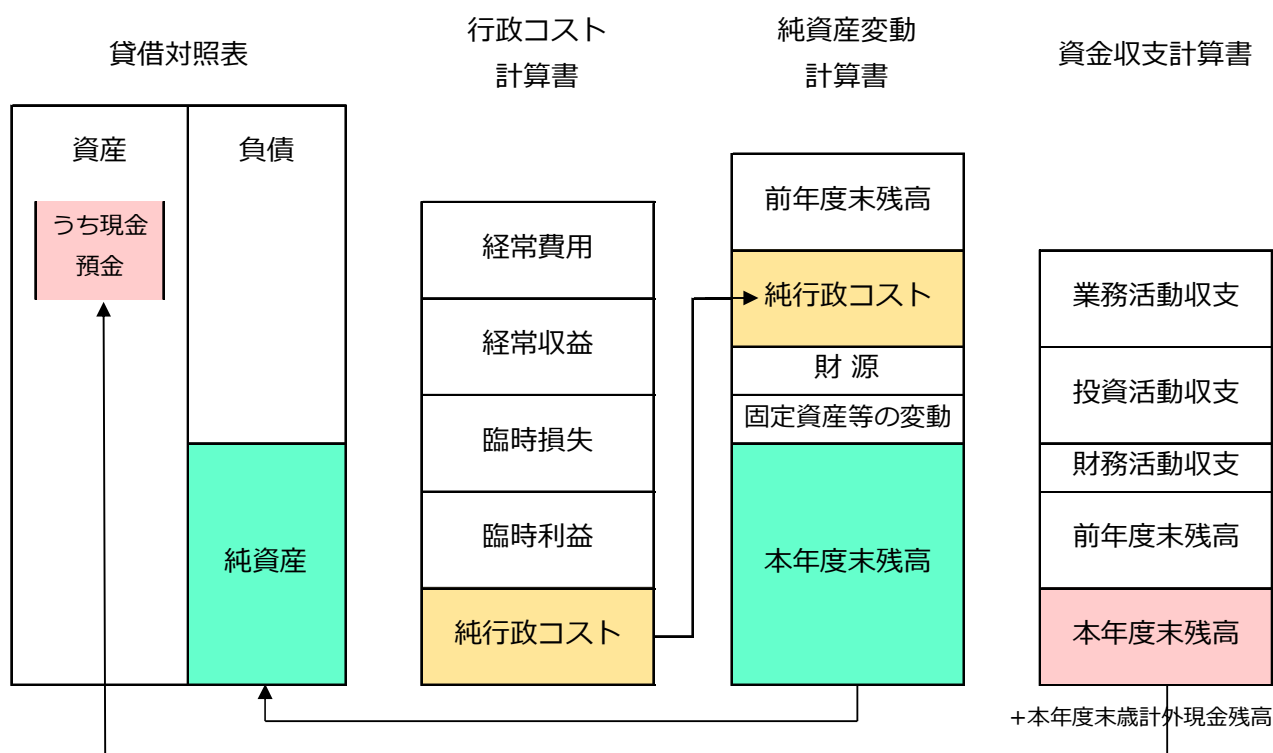 貸借対照表
資産
負債
うち現金
預金
純資産
行政コスト
計算書
経常費用
経常収益
臨時損失
臨時利益
純行政コスト
純資産変動
計算書
前年度末残高
純行政コスト
財 源
固定資産等の変動
本年度末残高
資金収支計算書
業務活動収支
投資活動収支
財務活動収支
前年度末残高
本年度末残高
+本年度末歳計外現金残高